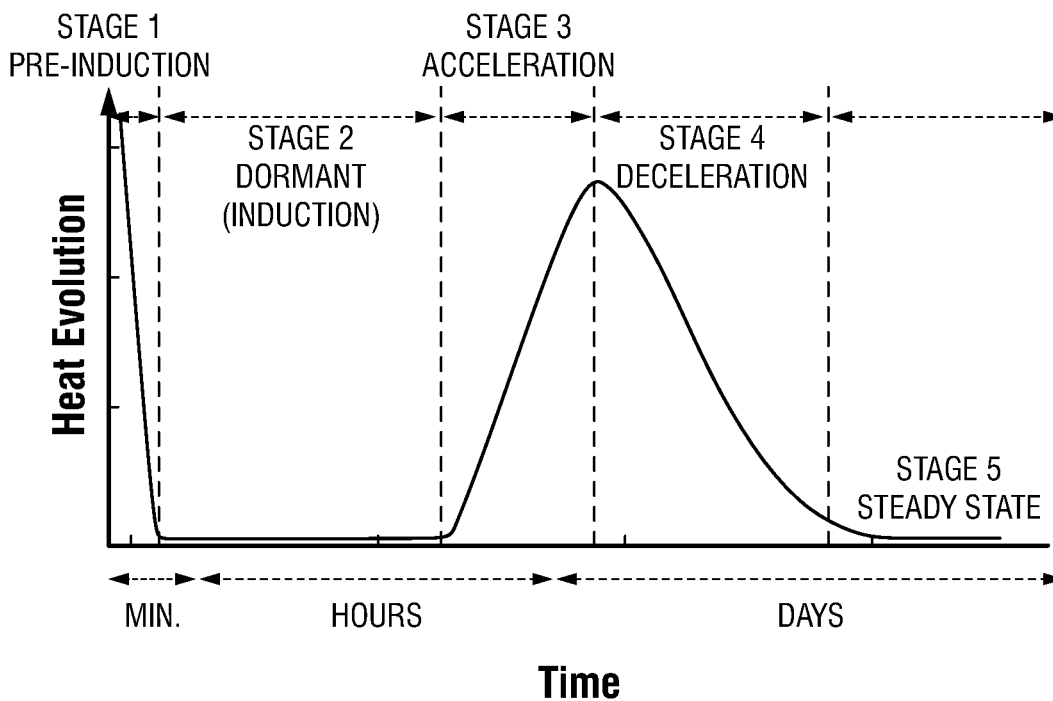 STAGE 1
PRE-INDUCTION
STAGE 3
ACCELERATION
STAGE 2
DORMANT
(INDUCTION)
STAGE 4
DECELERATION
Heat Evolution
STAGE 5
STEADY STATE
MIN.
HOURS
DAYS
Time